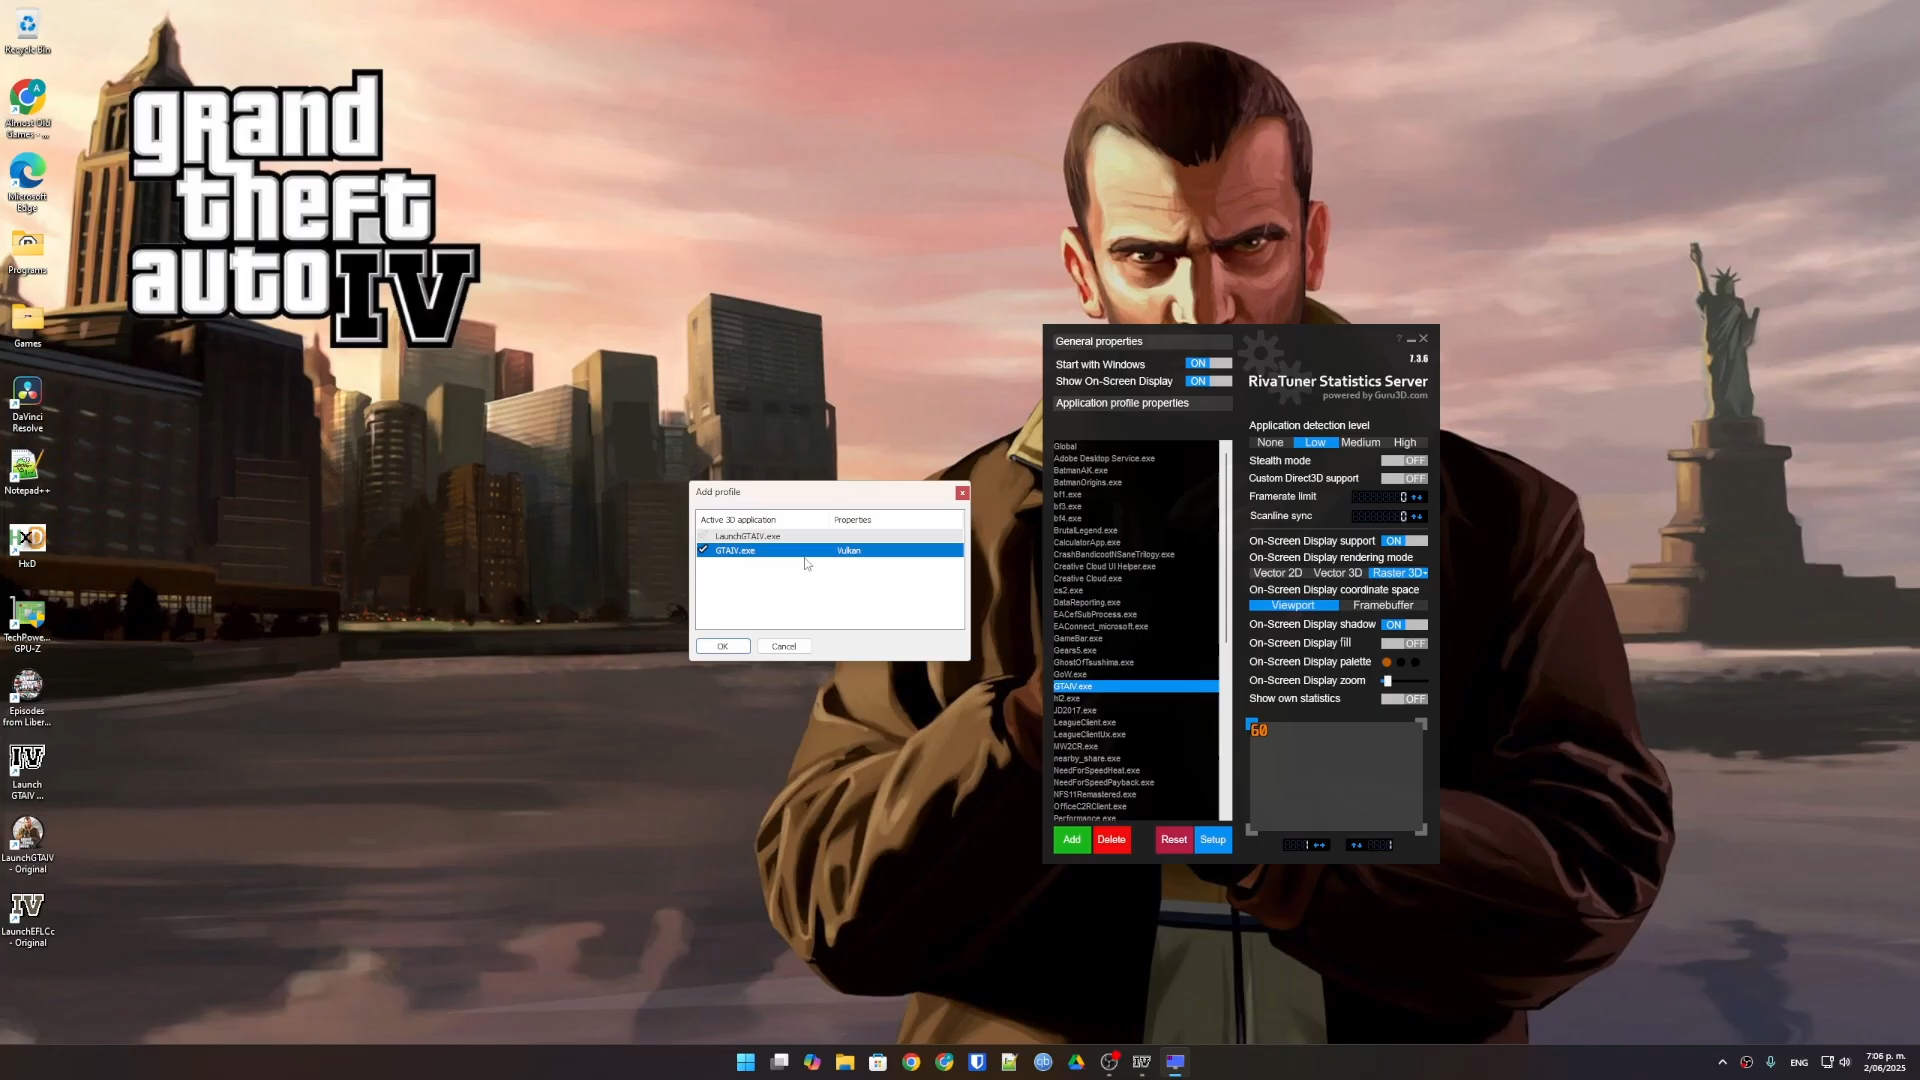 Recycle Bin
Almost Old
Games - ...
Microsoft
Edge
Programs
Games
DaVinci
Resolve
Notepad++
HxD
TechPowe...
GPU-Z
Episodes
from Liber...
Launch
GTAIV ...
LaunchGTAIV
- Original
LaunchEFLCc
- Original
grand
theft
auto IV
Add profile
Active 3D application
Properties
LaunchGTAIV.exe
GTAIV.exe
Vulkan
OK
Cancel
General properties
Start with Windows
ON
Show On-Screen Display
ON
Application profile properties
Global
Adobe Desktop Service.exe
BatmanAK.exe
BatmanOrigins.exe
bf1.exe
bf3.exe
bf4.exe
BrutalLegend.exe
CalculatorApp.exe
CrashBandicootNSaneTrilogy.exe
Creative Cloud UI Helper.exe
Creative Cloud.exe
cs2.exe
DataReporting.exe
EACefSubProcess.exe
EAConnect_microsoft.exe
GameBar.exe
Gears5.exe
GhostOfTsushima.exe
GoW.exe
GTAIV.exe
hl2.exe
JD2017.exe
LeagueClient.exe
LeagueClientUx.exe
MW2CR.exe
nearby_share.exe
NeedForSpeedHeat.exe
NeedForSpeedPayback.exe
NFS11Remastered.exe
OfficeC2RClient.exe
Performance.exe
Add
Delete
Reset
Setup
?
7.3.6
RivaTuner Statistics Server
powered by Guru3D.com
Application detection level
None
Low
Medium
High
Stealth mode
OFF
Custom Direct3D support
OFF
Framerate limit
0
Scanline sync
0
On-Screen Display support
ON
On-Screen Display rendering mode
Vector 2D
Vector 3D
Raster 3D
On-Screen Display coordinate space
Viewport
Framebuffer
On-Screen Display shadow
ON
On-Screen Display fill
OFF
On-Screen Display palette
On-Screen Display zoom
Show own statistics
OFF
60
1
1
ENG
7:06 p. m.
2/06/2025